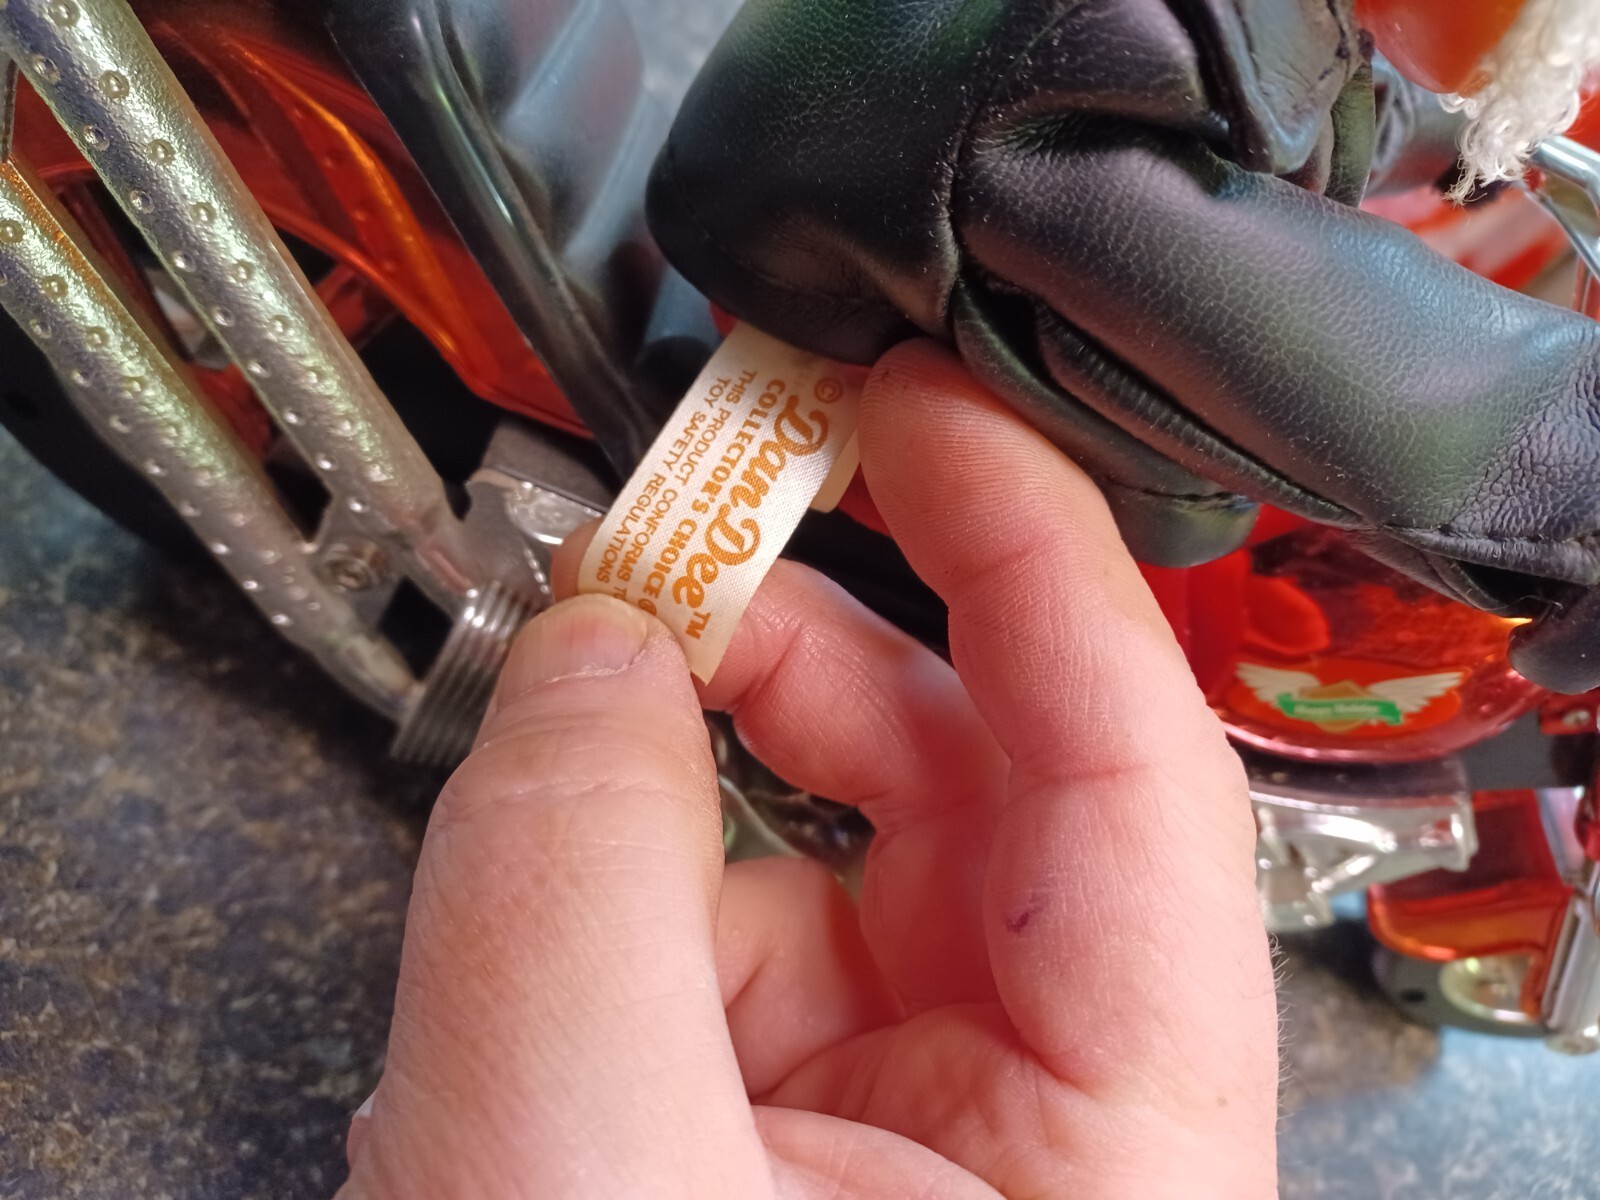 © DanDee™
COLLECTOR'S CHOICE
THIS PRODUCT CONFORMS
TOY SAFETY REGULATIONS